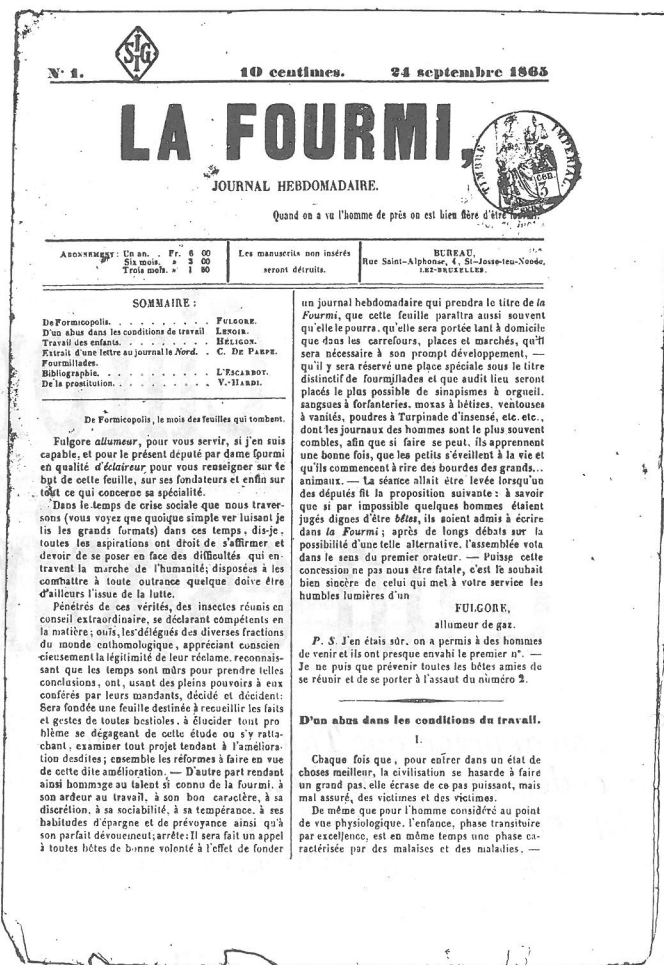 SIIG
N° 1.
10 centimes.
24 septembre 1865
LA FOURMI,
JOURNAL HEBDOMADAIRE.
TIMBRE IMPERIAL
3 cen.
Quand on a vu l'homme de près on est bien fière d'être
ABONNEMENT: Un an. . Fr. 6 00
Six mois. » 3 00
Trois mois. » 1 50
Les manuscrits non insérés
seront détruits.
BUREAU,
Rue Saint-Alphonse, 4, St-Josse-ten-Noode,
LEZ-BRUXELLES.
SOMMAIRE :
De Formicopolis. . . . . . . . . . FULGORE.
D'un abus dans les conditions de travail LENOIR.
Travail des enfants. . . . . . . . . HÉLIGON.
Extrait d'une lettre au journal le Nord. . C. DE PAEPE.
Fourmillades.
Bibliographie. . . . . . . . . . . L'ESCARBOT.
De la prostitution. . . . . . . . . V.-HARDI.
De Formicopolis, le mois des feuilles qui tombent.
Fulgore allumeur, pour vous servir, si j'en suis
capable, et pour le présent député par dame fourmi
en qualité d'éclaireur pour vous renseigner sur le
but de cette feuille, sur ses fondateurs et enfin sur
tout ce qui concerne sa spécialité.
Dans le temps de crise sociale que nous traver-
sons (vous voyez que quoique simple ver luisant je
lis les grands formats) dans ces temps, dis-je,
toutes les aspirations ont droit de s'affirmer et
devoir de se poser en face des difficultés qui en-
travent la marche de l'humanité; disposées à les
combattre à toute outrance quelque doive être
d'ailleurs l'issue de la lutte.
Pénétrés de ces vérités, des insectes réunis en
conseil extraordinaire, se déclarant compétents en
la matière; ouïs, les délégués des diverses fractions
du monde enthomologique, appréciant conscien
cieusement la légitimité de leur réclame, reconnais-
sant que les temps sont mûrs pour prendre telles
conclusions, ont, usant des pleins pouvoirs à eux
conférés par leurs mandants, décidé et décident:
Sera fondée une feuille destinée à recueillir les faits
et gestes de toutes bestioles, à élucider tout pro
blème se dégageant de cette étude ou s'y ratta-
chant, examiner tout projet tendant à l'améliora-
tion desdites; ensemble les réformes à faire en vue
de cette dite amélioration. — D'autre part rendant
ainsi hommage au talent si connu de la fourmi, à
son ardeur au travail, à son bon caractère, à sa
discrétion, à sa sociabilité, à sa tempérance, à ses
habitudes d'épargne et de prévoyance ainsi qu'à
son parfait dévouement; arrête: Il sera fait un appel
à toutes bêtes de bonne volonté à l'effet de fonder
un journal hebdomadaire qui prendra le titre de la
Fourmi, que cette feuille paraîtra aussi souvent
qu'elle le pourra, qu'elle sera portée tant à domicile
que dans les carrefours, places et marchés, qu'il
sera nécessaire à son prompt développement, —
qu'il y sera réservé une place spéciale sous le titre
distinctif de fourmillades et que audit lieu seront
placés le plus possible de sinapismes à orgueil,
sangsues à forfanteries, moxas à bêtises, ventouses
à vanités, poudres à Turpinade d'insensé, etc. etc.,
dont les journaux des hommes sont le plus souvent
combles, afin que si faire se peut, ils apprennent
une bonne fois, que les petits s'éveillent à la vie et
qu'ils commencent à rire des bourdes des grands...
animaux. — La séance allait être levée lorsqu'un
des députés fit la proposition suivante : à savoir
que si par impossible quelques hommes étaient
jugés dignes d'être bêtes, ils soient admis à écrire
dans la Fourmi; après de longs débats sur la
possibilité d'une telle alternative, l'assemblée vota
dans le sens du premier orateur. — Puisse cette
concession ne pas nous être fatale, c'est le souhait
bien sincère de celui qui met à votre service les
humbles lumières d'un
FULGORE,
allumeur de gaz.
P. S. J'en étais sûr, on a permis à des hommes
de venir et ils ont presque envahi le premier n°. —
Je ne puis que prévenir toutes les bêtes amies de
se réunir et de se porter à l'assaut du numéro 2.
D'un abus dans les conditions du travail.
I.
Chaque fois que, pour entrer dans un état de
choses meilleur, la civilisation se hasarde à faire
un grand pas, elle écrase de ce pas puissant, mais
mal assuré, des victimes et des victimes.
De même que pour l'homme considéré au point
de vue physiologique, l'enfance, phase transitoire
par excellence, est en même temps une phase ca-
ractérisée par des malaises et des maladies. —